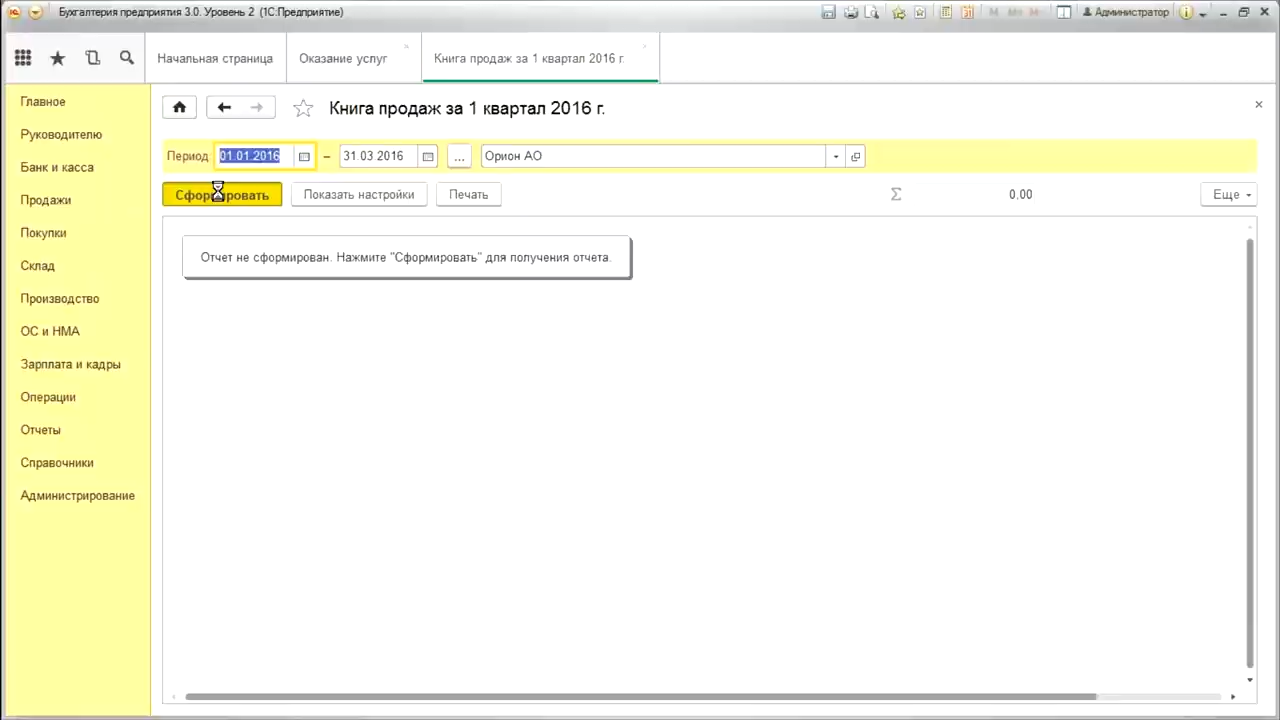 Бухгалтерия предприятия 3.0. Уровень 2 (1С:Предприятие)
M M+ M-
Администратор
Начальная страница
Оказание услуг
Книга продаж за 1 квартал 2016 г.
Главное
Руководителю
Банк и касса
Продажи
Покупки
Склад
Производство
ОС и НМА
Зарплата и кадры
Операции
Отчеты
Справочники
Администрирование
Книга продаж за 1 квартал 2016 г.
Период 01.01.2016 – 31.03.2016 ... Орион АО
Сформировать Показать настройки Печать Σ 0.00 Еще
Отчет не сформирован. Нажмите "Сформировать" для получения отчета.